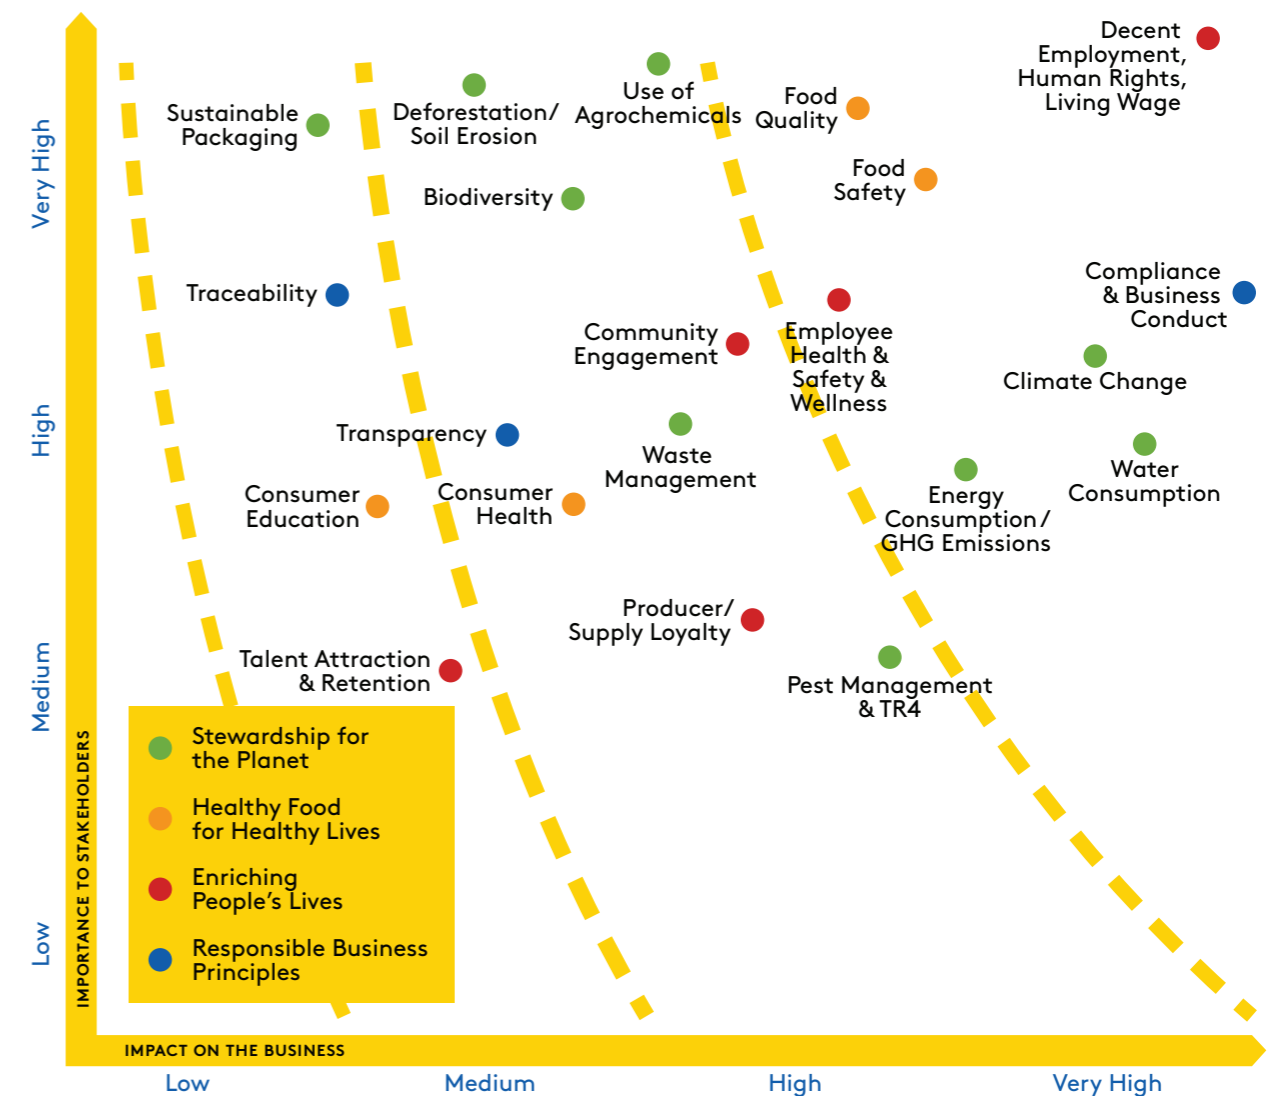 Decent
Employment,
Human Rights,
Living Wage
Use of
Agrochemicals
Food
Quality
Sustainable
Packaging
Deforestation/
Soil Erosion
Food
Safety
Biodiversity
Very High
Compliance
& Business
Conduct
Traceability
Community
Engagement
Employee
Health &
Safety &
Wellness
Climate Change
High
Transparency
Waste
Management
Water
Consumption
Consumer
Education
Consumer
Health
Energy
Consumption/
GHG Emissions
Producer/
Supply Loyalty
Talent Attraction
& Retention
Pest Management
& TR4
Medium
Stewardship for
the Planet
Healthy Food
for Healthy Lives
Enriching
People’s Lives
Responsible Business
Principles
Low
IMPORTANCE TO STAKEHOLDERS
IMPACT ON THE BUSINESS
Low
Medium
High
Very High